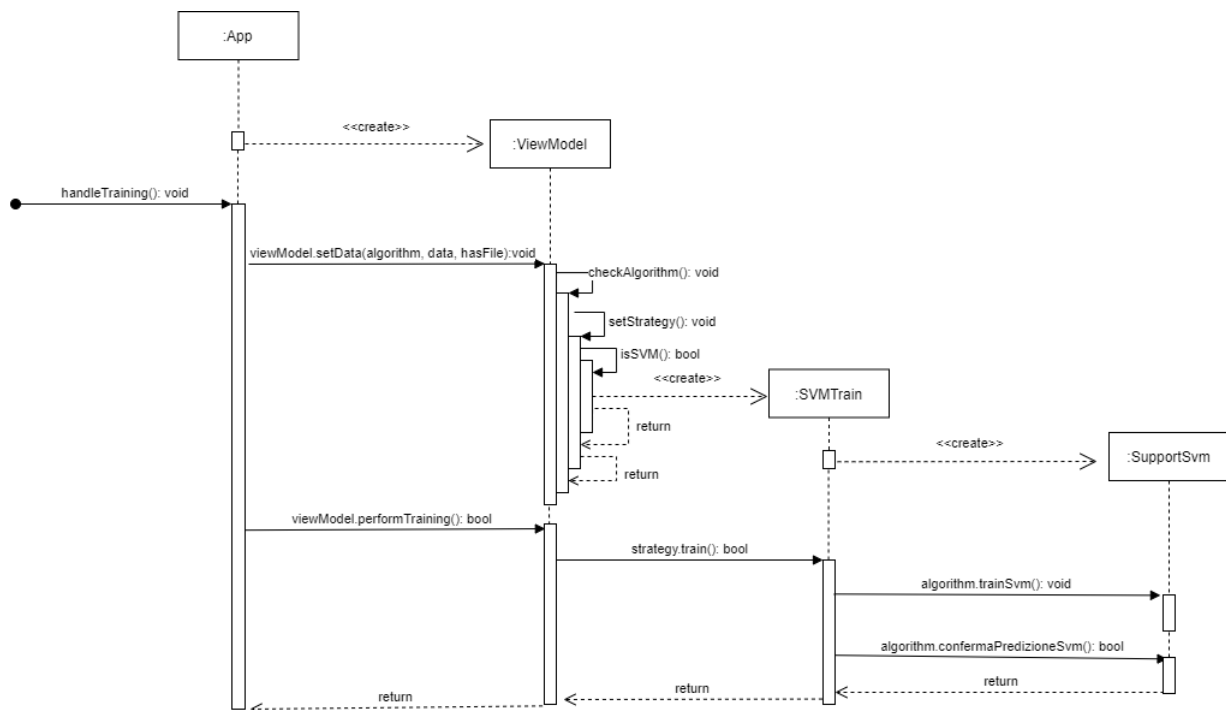 :App
<<create>>
:ViewModel
handleTraining(): void
viewModel.setData(algorithm, data, hasFile):void
checkAlgorithm(): void
setStrategy(): void
isSVM(): bool
<<create>>
:SVMTrain
return
<<create>>
:SupportSvm
return
viewModel.performTraining(): bool
strategy.train(): bool
algorithm.trainSvm(): void
algorithm.confermaPredizioneSvm(): bool
return
return
return